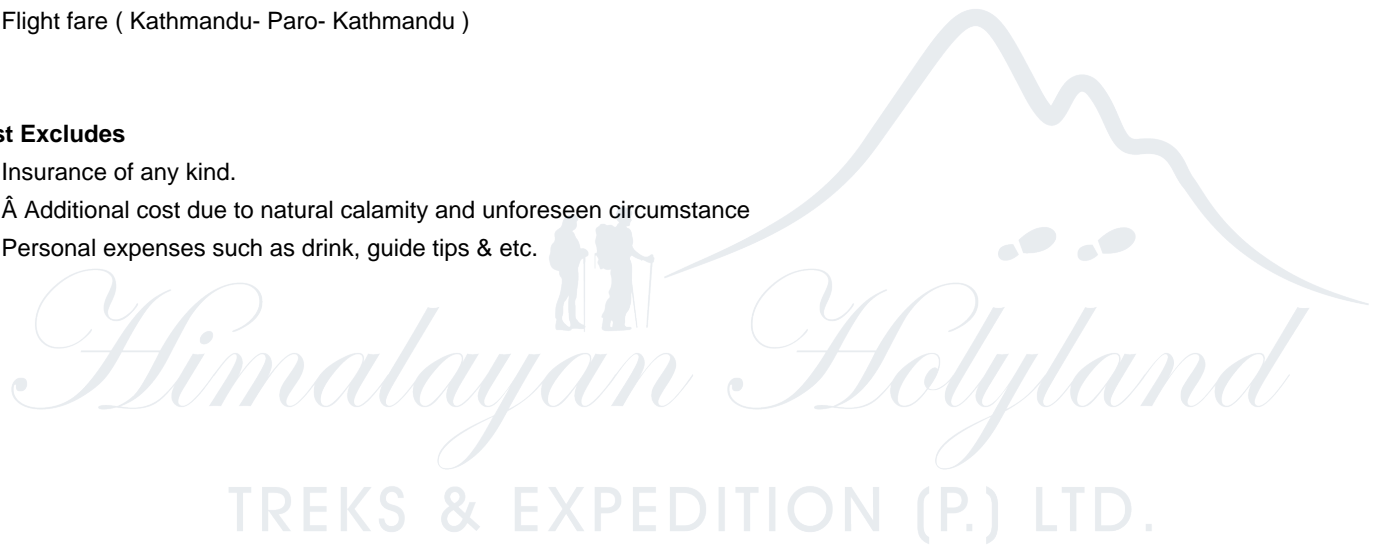 Flight fare ( Kathmandu- Paro- Kathmandu )
st Excludes
Insurance of any kind.
Â Additional cost due to natural calamity and unforeseen circumstance
Personal expenses such as drink, guide tips & etc.
Himalayan Holyland
TREKS & EXPEDITION (P.) LTD.